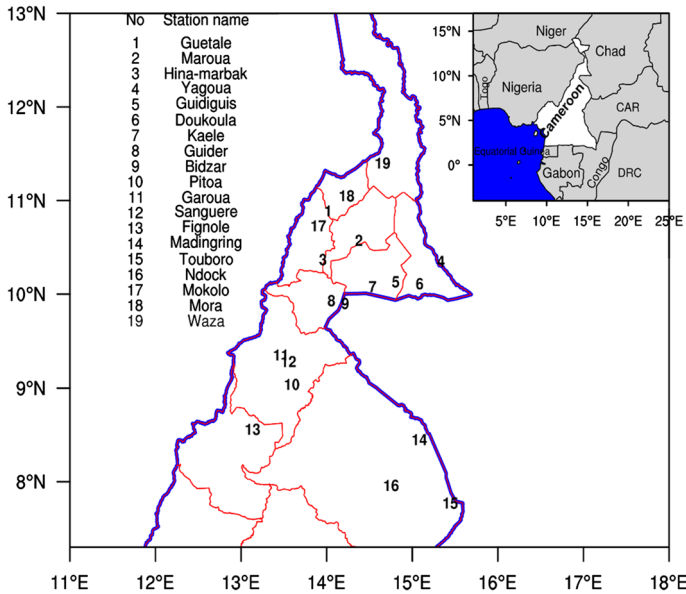 No Station name
1 Guetale
2 Maroua
3 Hina-marbak
4 Yagoua
5 Guidiguis
6 Doukoula
7 Kaele
8 Guider
9 Bidzar
10 Pitoa
11 Garoua
12 Sanguere
13 Fignole
14 Madingring
15 Touboro
16 Ndock
17 Mokolo
18 Mora
19 Waza
13°N
12°N
11°N
10°N
9°N
8°N
11°E 12°E 13°E 14°E 15°E 16°E 17°E 18°E
19
18
1
17
2
3
4
5
6
7
8
9
11
12
10
13
14
16
15
15°N
10°N
5°N
0°
5°E 10°E 15°E 20°E 25°E
Niger
Chad
Togo
Nigeria
Cameroon
CAR
Equatorial Guinea
Gabon
Congo
DRC